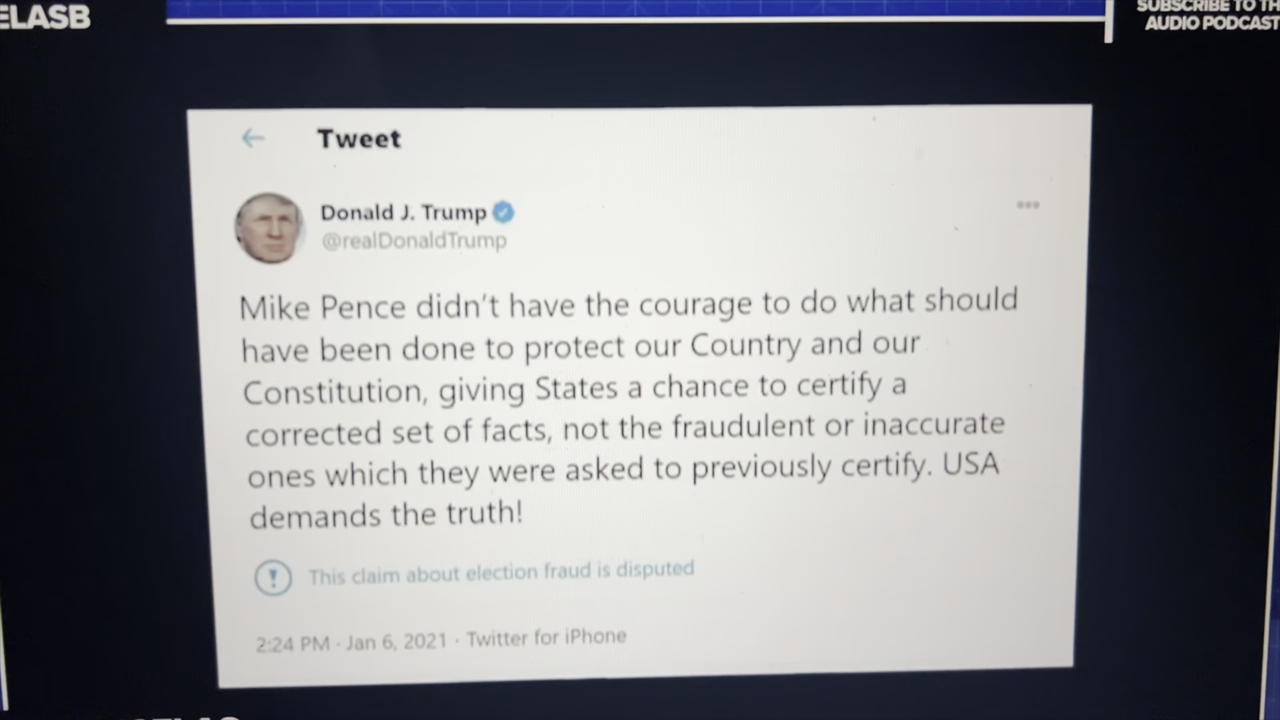 ELASB
SUBSCRIBE TO TH
AUDIO PODCAST
Tweet
Donald J. Trump
@realDonaldTrump
Mike Pence didn't have the courage to do what should
have been done to protect our Country and our
Constitution, giving States a chance to certify a
corrected set of facts, not the fraudulent or inaccurate
ones which they were asked to previously certify. USA
demands the truth!
This claim about election fraud is disputed
2:24 PM · Jan 6, 2021 · Twitter for iPhone